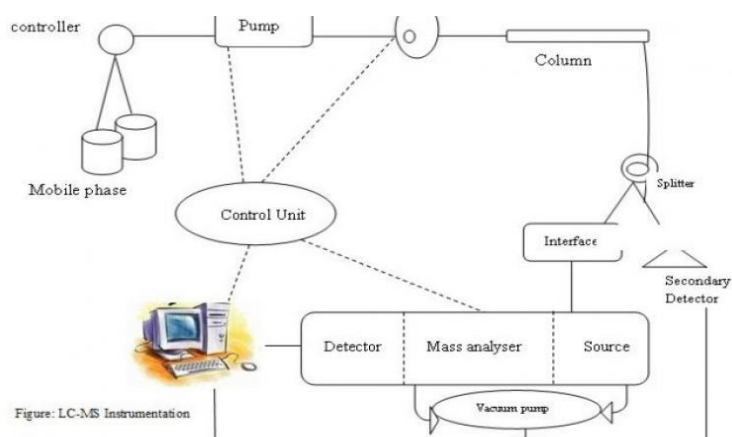 controller
Pump
Column
Mobile phase
Splitter
Control Unit
Interface
Secondary
Detector
Detector
Mass analyser
Source
Vacuum pump
Figure: LC-MS Instrumentation